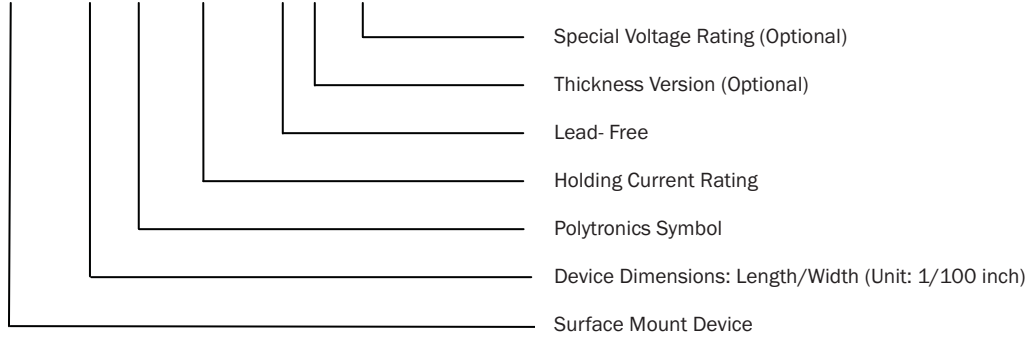 Special Voltage Rating (Optional)
Thickness Version (Optional)
Lead- Free
Holding Current Rating
Polytronics Symbol
Device Dimensions: Length/Width (Unit: 1/100 inch)
Surface Mount Device